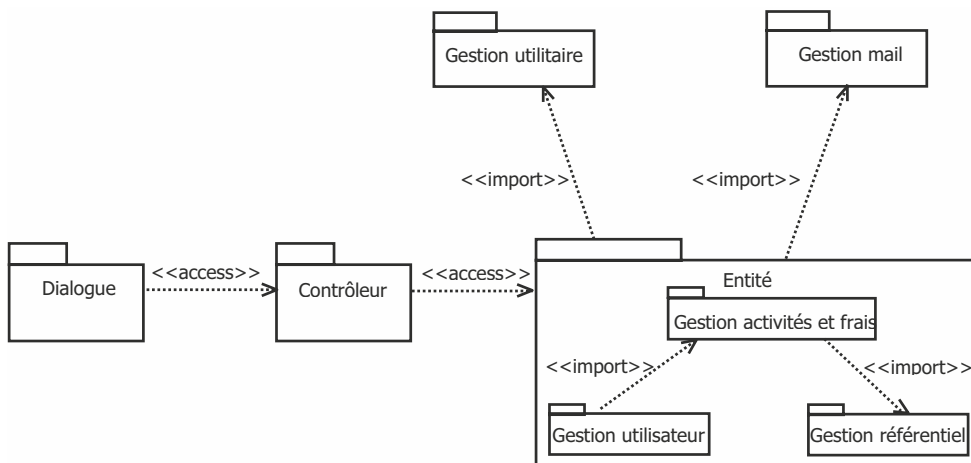 Gestion utilitaire
Gestion mail
<<import>>
<<import>>
Dialogue
<<access>>
Contrôleur
<<access>>
Entité
Gestion activités et frais
<<import>>
<<import>>
Gestion utilisateur
Gestion référentiel